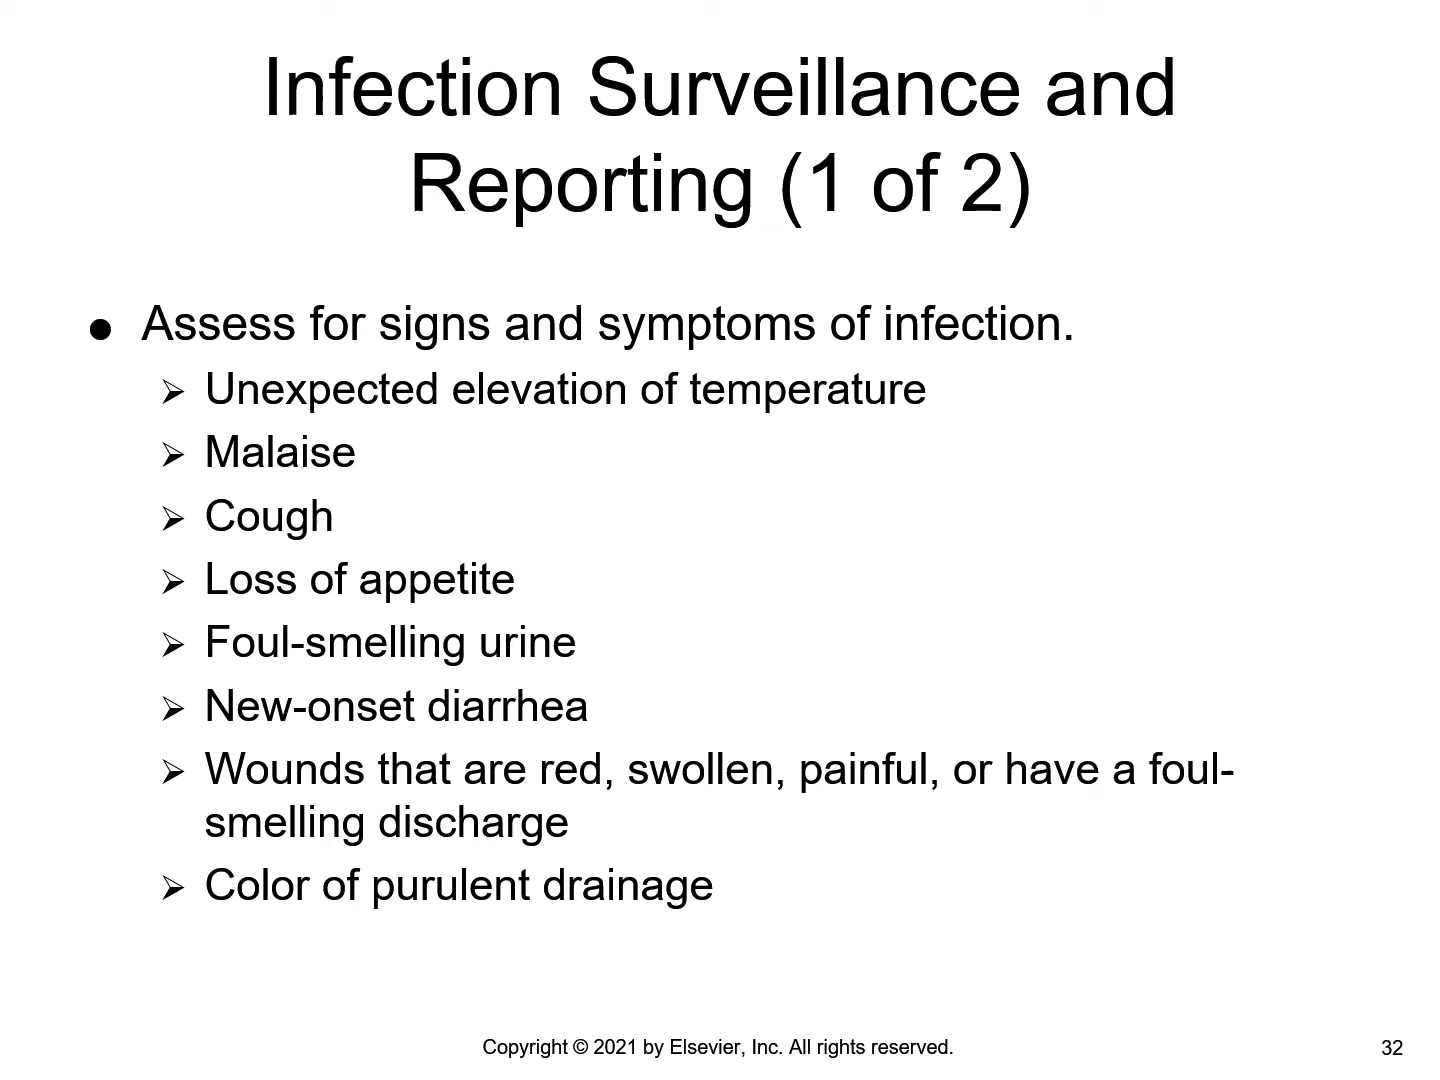 Infection Surveillance and
Reporting (1 of 2)
● Assess for signs and symptoms of infection.
➢ Unexpected elevation of temperature
➢ Malaise
➢ Cough
➢ Loss of appetite
➢ Foul-smelling urine
➢ New-onset diarrhea
➢ Wounds that are red, swollen, painful, or have a foul-
smelling discharge
➢ Color of purulent drainage
Copyright © 2021 by Elsevier, Inc. All rights reserved.
32